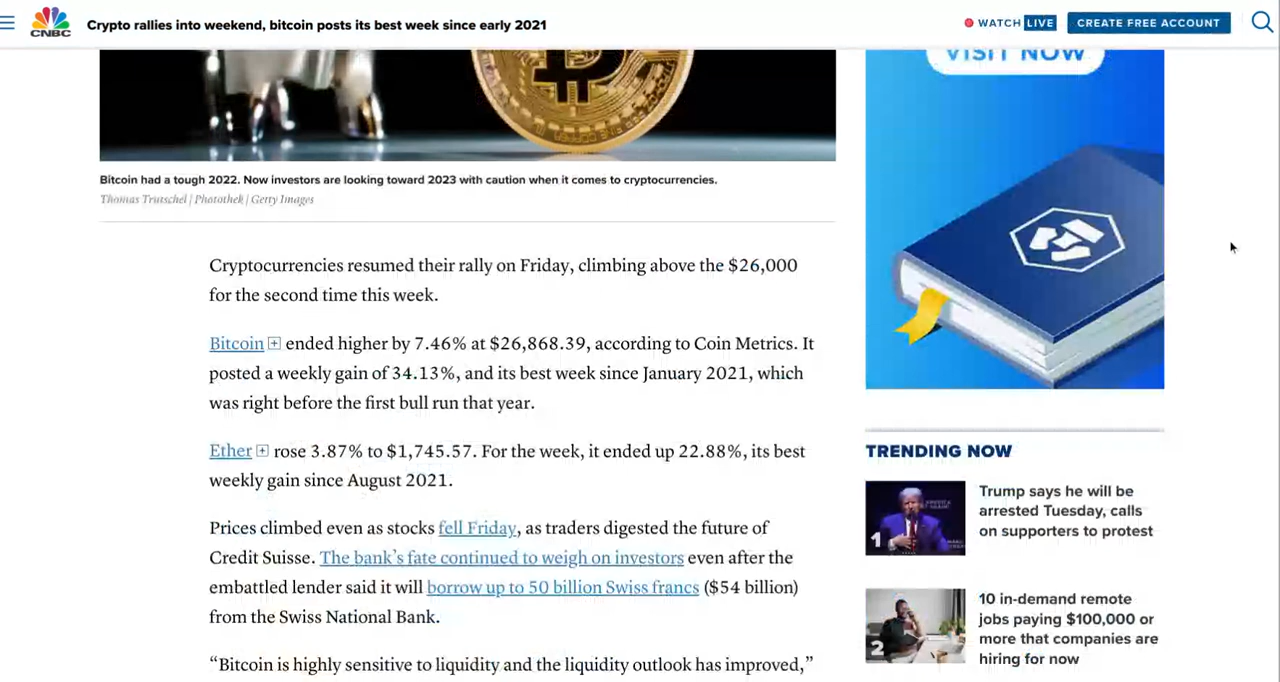 CNBC
Crypto rallies into weekend, bitcoin posts its best week since early 2021
WATCH LIVE
CREATE FREE ACCOUNT
VISIT NOW
Bitcoin had a tough 2022. Now investors are looking toward 2023 with caution when it comes to cryptocurrencies.
Thomas Trutschel | Photothek | Getty Images
Cryptocurrencies resumed their rally on Friday, climbing above the $26,000
for the second time this week.
Bitcoin ended higher by 7.46% at $26,868.39, according to Coin Metrics. It
posted a weekly gain of 34.13%, and its best week since January 2021, which
was right before the first bull run that year.
Ether rose 3.87% to $1,745.57. For the week, it ended up 22.88%, its best
weekly gain since August 2021.
Prices climbed even as stocks fell Friday, as traders digested the future of
Credit Suisse. The bank’s fate continued to weigh on investors even after the
embattled lender said it will borrow up to 50 billion Swiss francs ($54 billion)
from the Swiss National Bank.
“Bitcoin is highly sensitive to liquidity and the liquidity outlook has improved,”
TRENDING NOW
1
Trump says he will be
arrested Tuesday, calls
on supporters to protest
2
10 in-demand remote
jobs paying $100,000 or
more that companies are
hiring for now